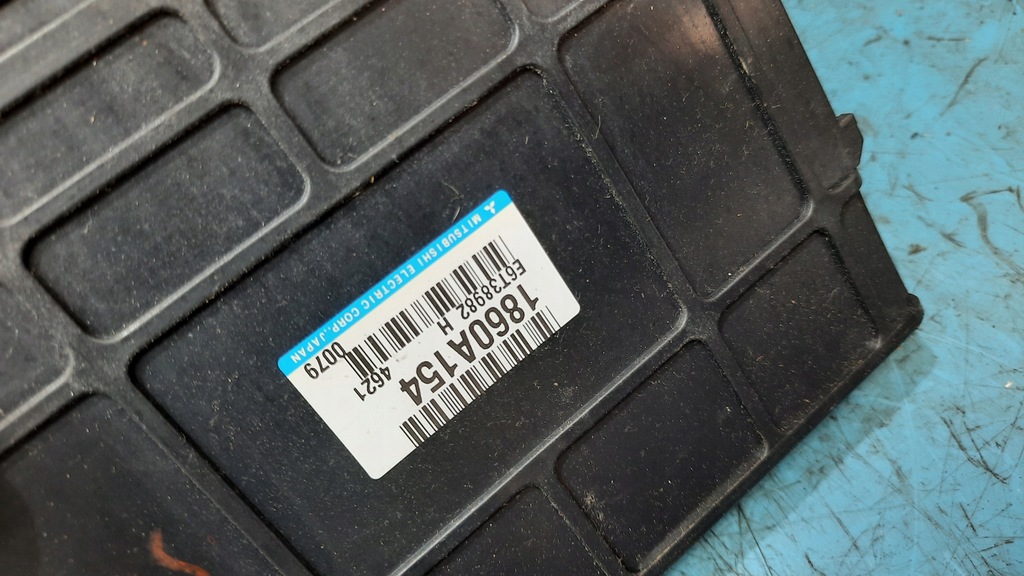 1860A154
H 4621
E6T38982 0079
MITSUBISHI ELECTRIC CORP. JAPAN